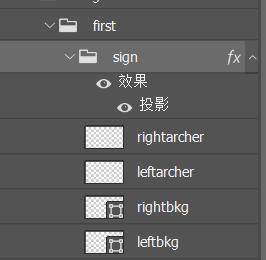 first
sign fx
效果
投影
rightarcher
leftarcher
rightbkg
leftbkg